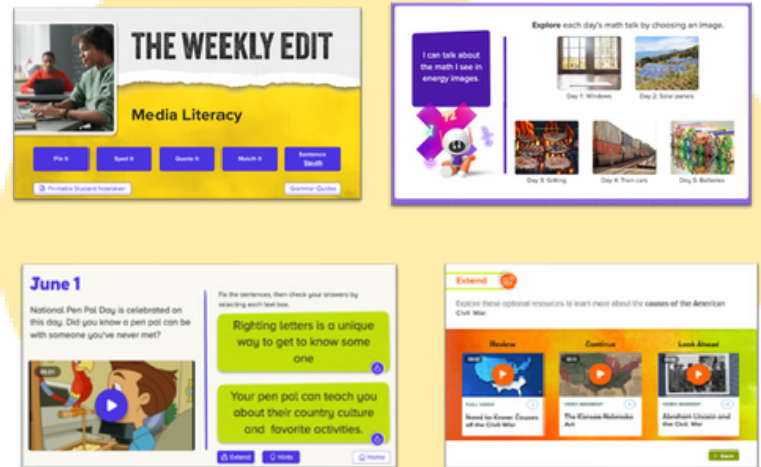 THE WEEKLY EDIT
Media Literacy
Fix It
Spot It
Quote It
Match It
Sentence
Sleuth
Printable Student Notetaker
Grammar Guides
Explore each day's math talk by choosing an image.
I can talk about
the math I see in
energy images.
Day 1: Windows
Day 2: Solar panels
Day 3: Grilling
Day 4: Train cars
Day 5: Batteries
June 1
National Pen Pal Day is celebrated on
this day. Did you know a pen pal can be
with someone you've never met?
Fix the sentences, then check your answers by
selecting each text box.
Righting letters is a unique
way to get to know some
one
Your pen pal can teach you
about their country culture
and favorite activities.
Extend
Hints
Home
Extend
Explore these optional resources to learn more about the causes of the American
Civil War.
Review
Continue
Look Ahead
FULL VIDEO
VIDEO SEGMENT
VIDEO SEGMENT
Need to Know: Causes
of the Civil War
The Kansas-Nebraska
Act
Abraham Lincoln and
the Civil War
Back